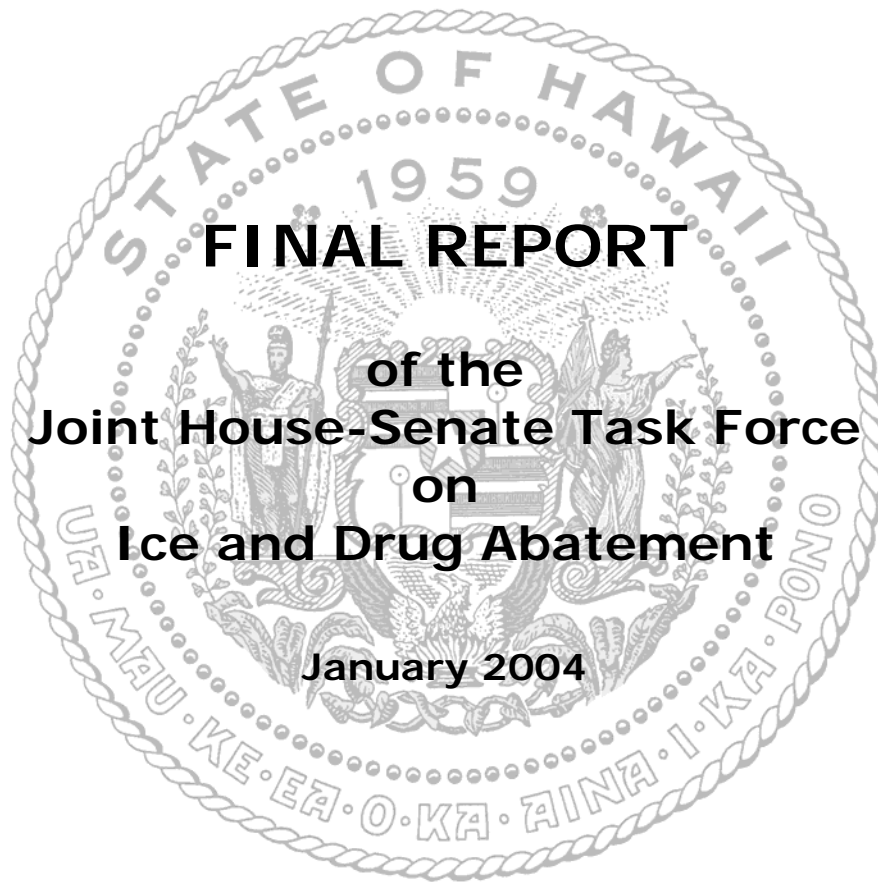 STATE OF HAWAII
1959
FINAL REPORT
of the
Joint House-Senate Task Force
on
Ice and Drug Abatement
January 2004
UA·MAU·KE·EA·O·KA·AINA·I·KA·PONO